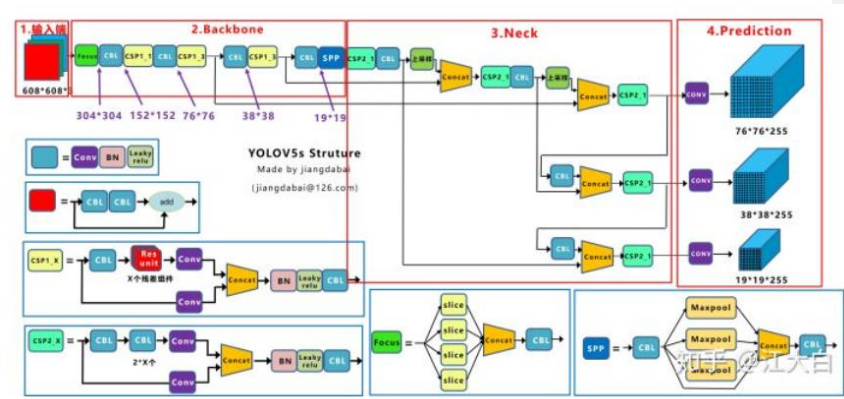 1.输入端
2.Backbone
3.Neck
4.Prediction
Focus CBL CSP1_1 CBL CSP1_3 CBL CSP1_3 CBL SPP CSP2_1 CBL 上采样
Concat CSP2_1 CBL 上采样
Concat CSP2_1 CONV
608*608*3
304*304 152*152 76*76 38*38 19*19
76*76*255
= Conv BN Leaky relu
YOLOV5s Struture
Made by jiangdabai
(jiangdabai@126.com)
CBL Concat CSP2_1 CONV
38*38*255
= CBL CBL add
CBL Concat CSP2_1 CONV
19*19*255
CSP1_X = CBL Res unit Conv
X个残差组件
Concat BN Leaky relu CBL
Conv
CSP2_X = CBL CBL Conv
2*X个
Concat BN Leaky relu CBL
Conv
Focus =
slice
slice
slice
slice
Concat CBL
SPP = CBL
Maxpool
Maxpool
Maxpool
Concat CBL
知乎 @江大白